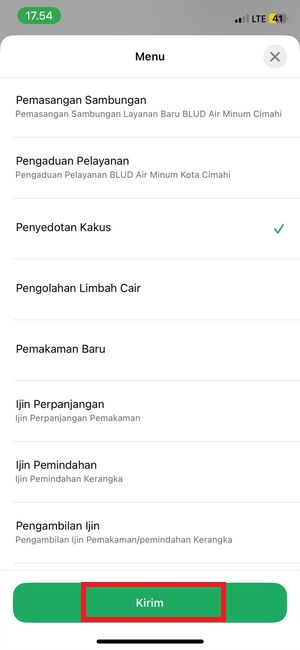 17.54
LTE 41
Menu
Pemasangan Sambungan
Pemasangan Sambungan Layanan Baru BLUD Air Minum Cimahi
Pengaduan Pelayanan
Pengaduan Pelayanan BLUD Air Minum Kota Cimahi
Penyedotan Kakus
Pengolahan Limbah Cair
Pemakaman Baru
Ijin Perpanjangan
Ijin Perpanjangan Pemakaman
Ijin Pemindahan
Ijin Pemindahan Kerangka
Pengambilan Ijin
Pengambilan Ijin Pemakaman/pemindahan Kerangka
Kirim